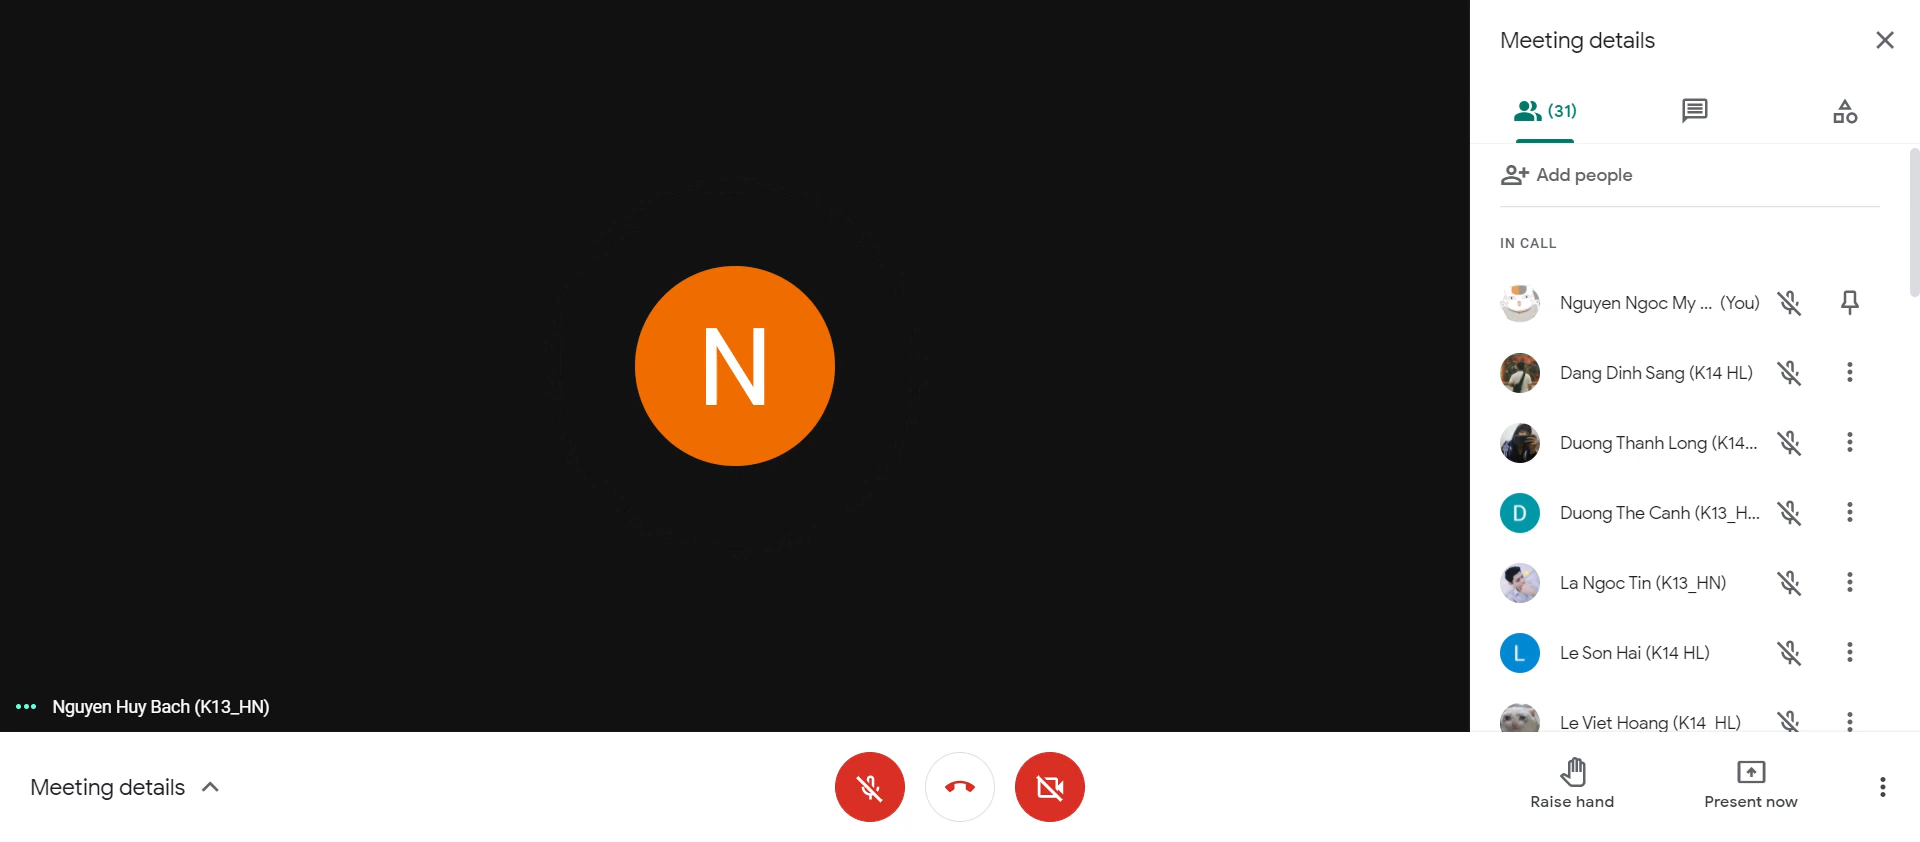 Meeting details
(31)
Add people
IN CALL
Nguyen Ngoc My ... (You)
Dang Dinh Sang (K14 HL)
Duong Thanh Long (K14...
D
Duong The Canh (K13_H...
La Ngoc Tin (K13_HN)
L
Le Son Hai (K14 HL)
Le Viet Hoang (K14 HL)
N
Nguyen Huy Bach (K13_HN)
Meeting details
Raise hand
Present now